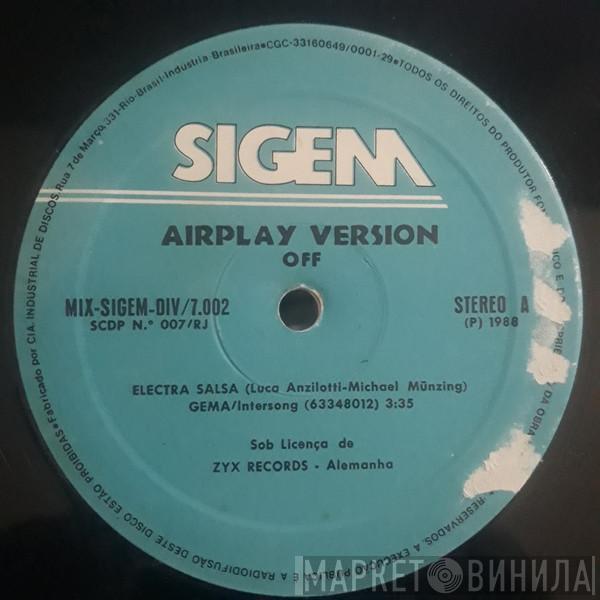 SIGEM
AIRPLAY VERSION
OFF
MIX-SIGEM-DIV/7.002
SCDP N.° 007/RJ
STEREO A
(P) 1988
ELECTRA SALSA (Luca Anzilotti-Michael Münzing)
GEMA/Intersong (63348012) 3:35
Sob Licença de
ZYX RECORDS - Alemanha
Fabricado por CIA. INDUSTRIAL DE DISCOS, Rua 7 de Março, 331-Rio-Brasil-Industria Brasileira•CGC-33160649/0001-29•TODOS OS DIREITOS DO PRODUTOR DA OBRA RESERVADOS. A EXECUÇÃO PÚBLICA E A RADIODIFUSÃO DESTE DISCO ESTÃO PROIBIDAS•
МАРКЕТ ВИНИЛА